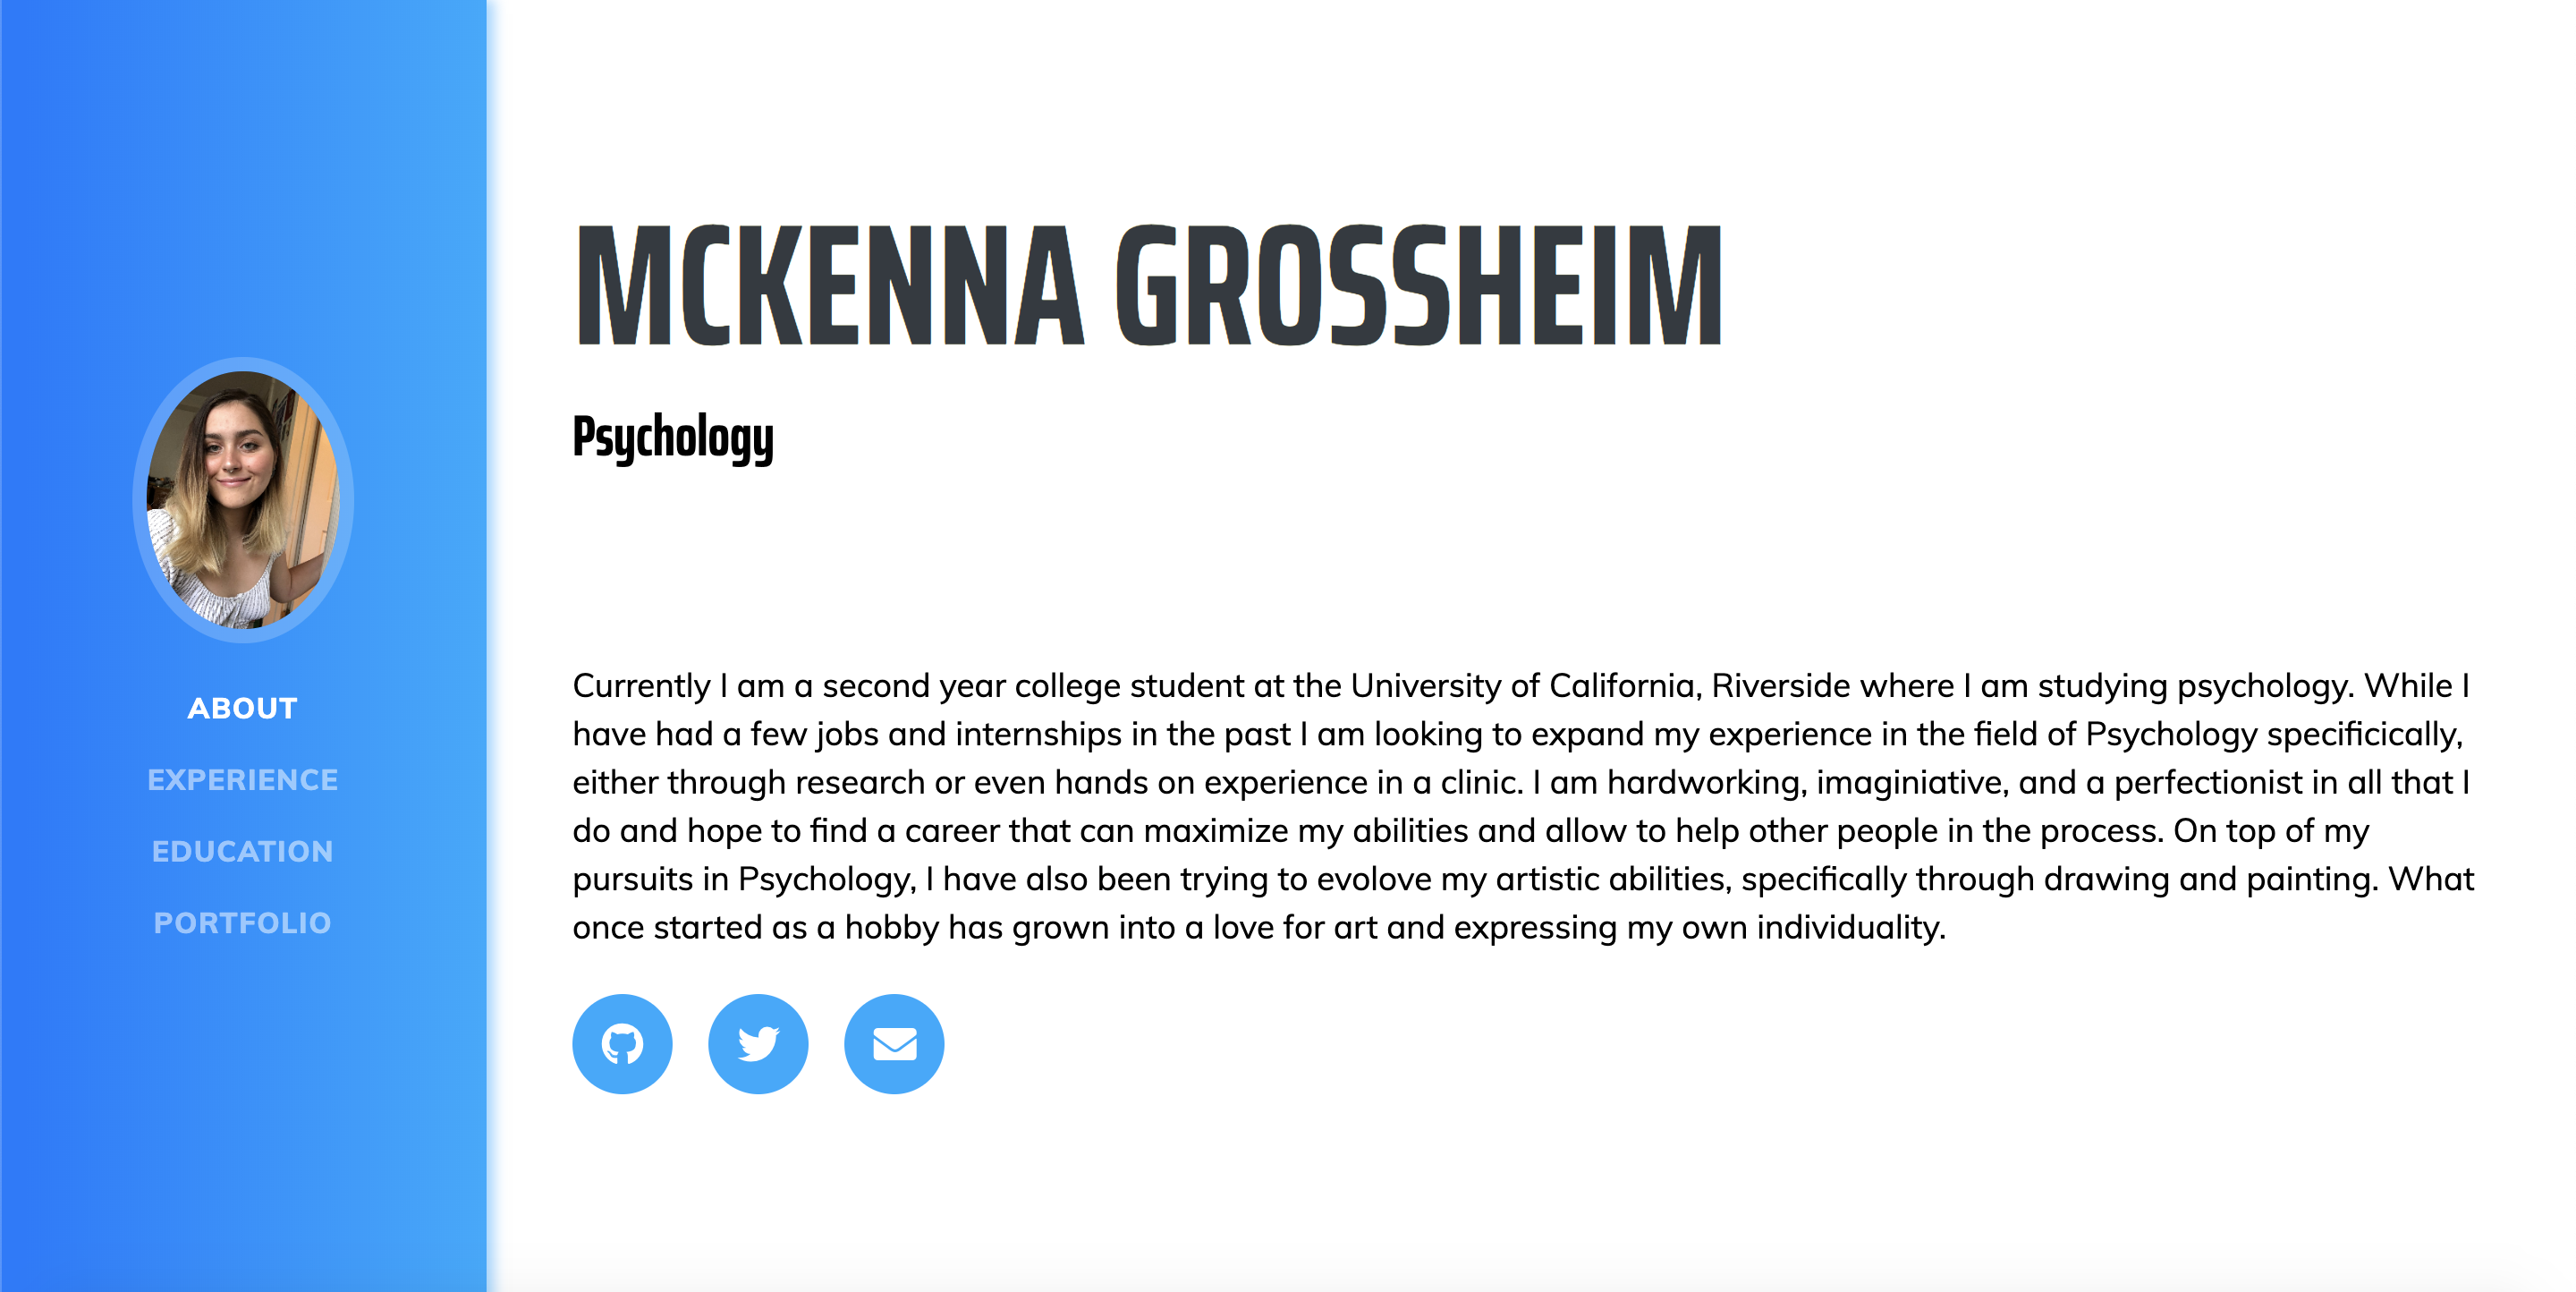 MCKENNA GROSSHEIM
Psychology
ABOUT
EXPERIENCE
EDUCATION
PORTFOLIO
Currently I am a second year college student at the University of California, Riverside where I am studying psychology. While I
have had a few jobs and internships in the past I am looking to expand my experience in the field of Psychology specificically,
either through research or even hands on experience in a clinic. I am hardworking, imaginiative, and a perfectionist in all that I
do and hope to find a career that can maximize my abilities and allow to help other people in the process. On top of my
pursuits in Psychology, I have also been trying to evolove my artistic abilities, specifically through drawing and painting. What
once started as a hobby has grown into a love for art and expressing my own individuality.